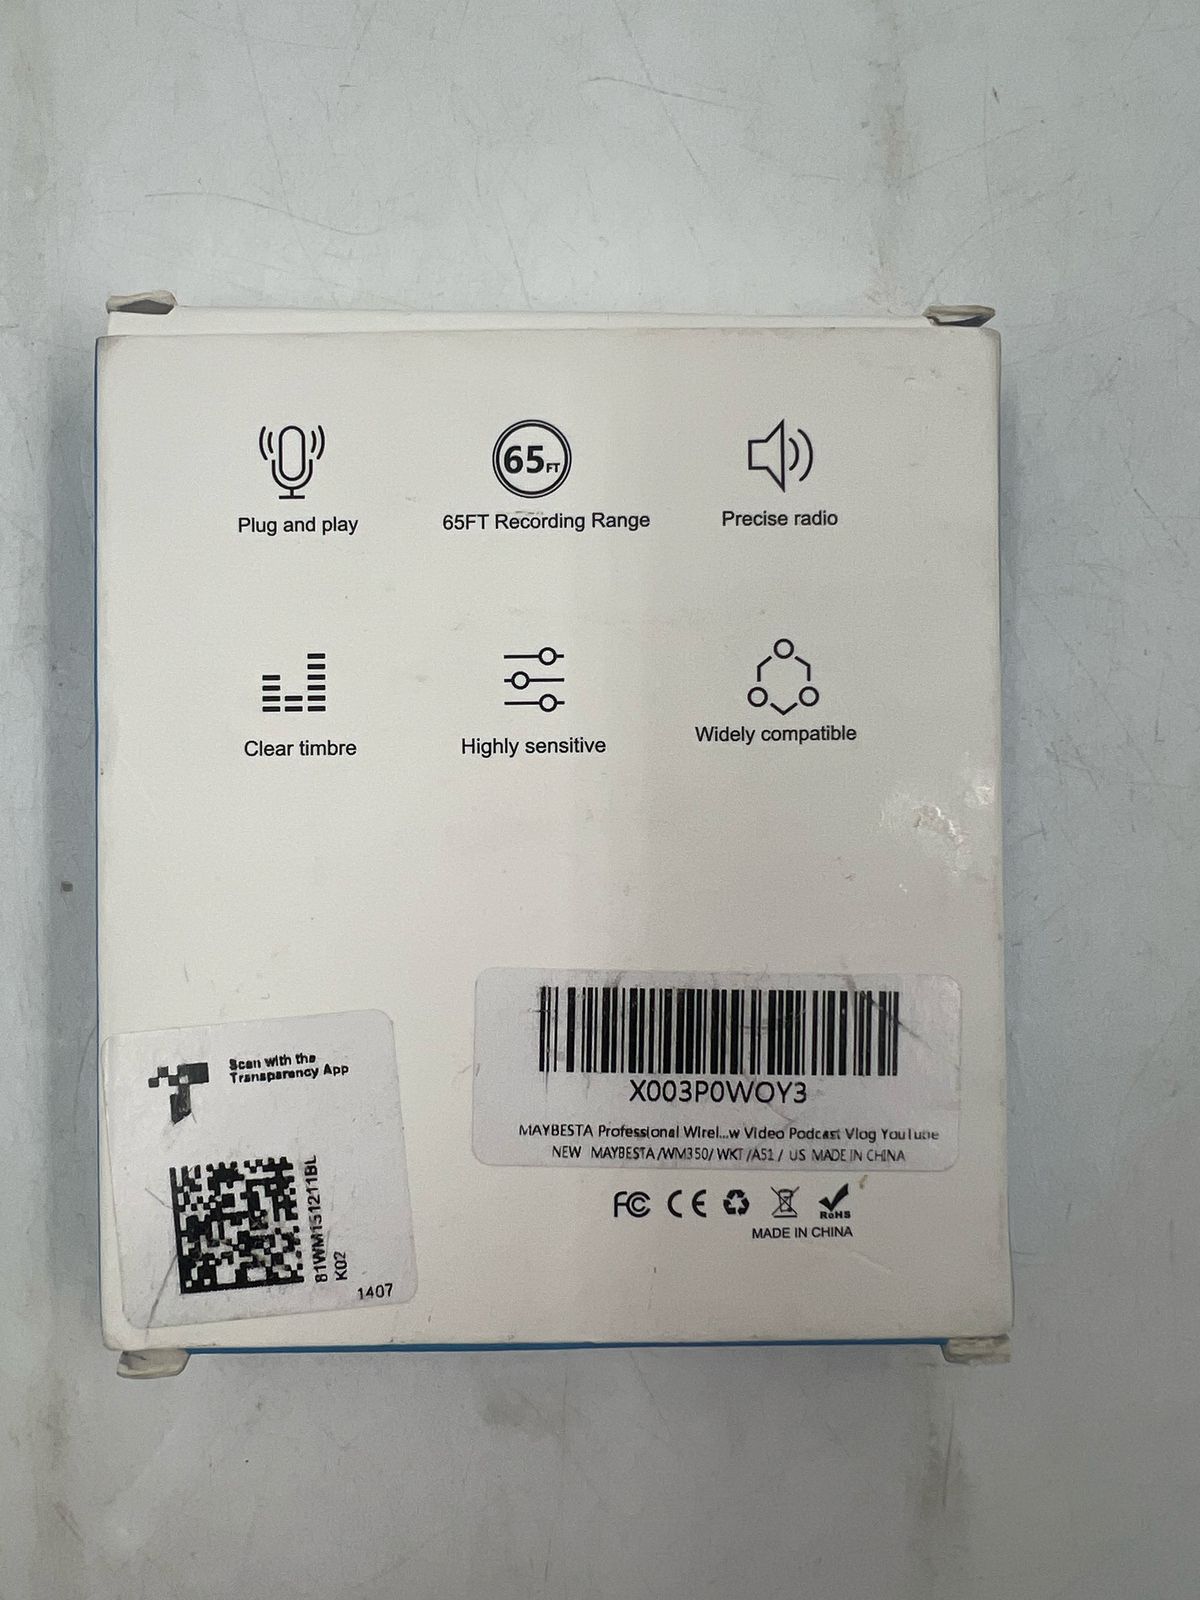 65FT
Plug and play
65FT Recording Range
Precise radio
Clear timbre
Highly sensitive
Widely compatible
Scan with the
Transparency App
81WM151211BL
K02
1407
X003P0WOY3
MAYBESTA Professional Wirel...w Video Podcast Vlog YouTube
NEW MAYBESTA/WM350/ WKT/A51/ US MADE IN CHINA
FC CE RoHS
MADE IN CHINA